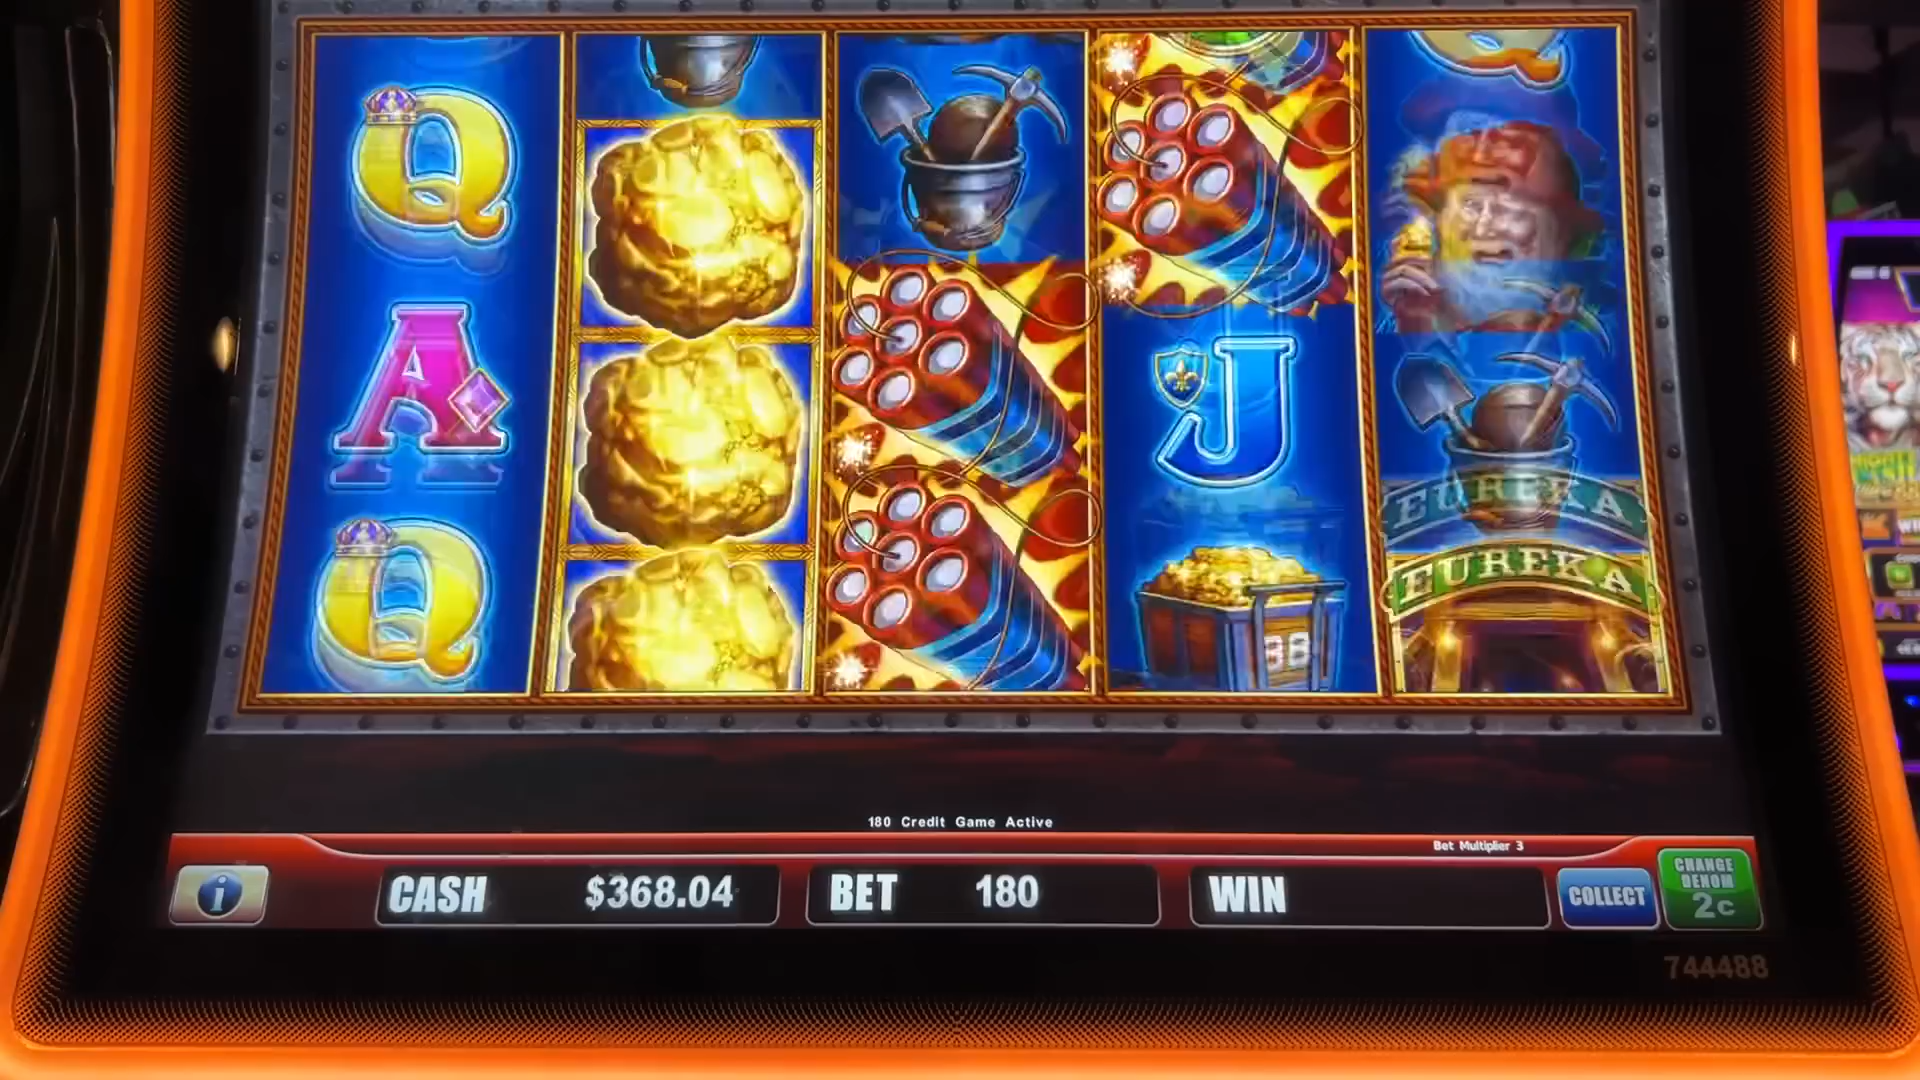 Q
A
J
Q
88
EUREKA
EUREKA
180 Credit Game Active
Bet Multiplier 3
CASH $368.04
BET 180
WIN
COLLECT
CHANGE
DENOM
2c
744488